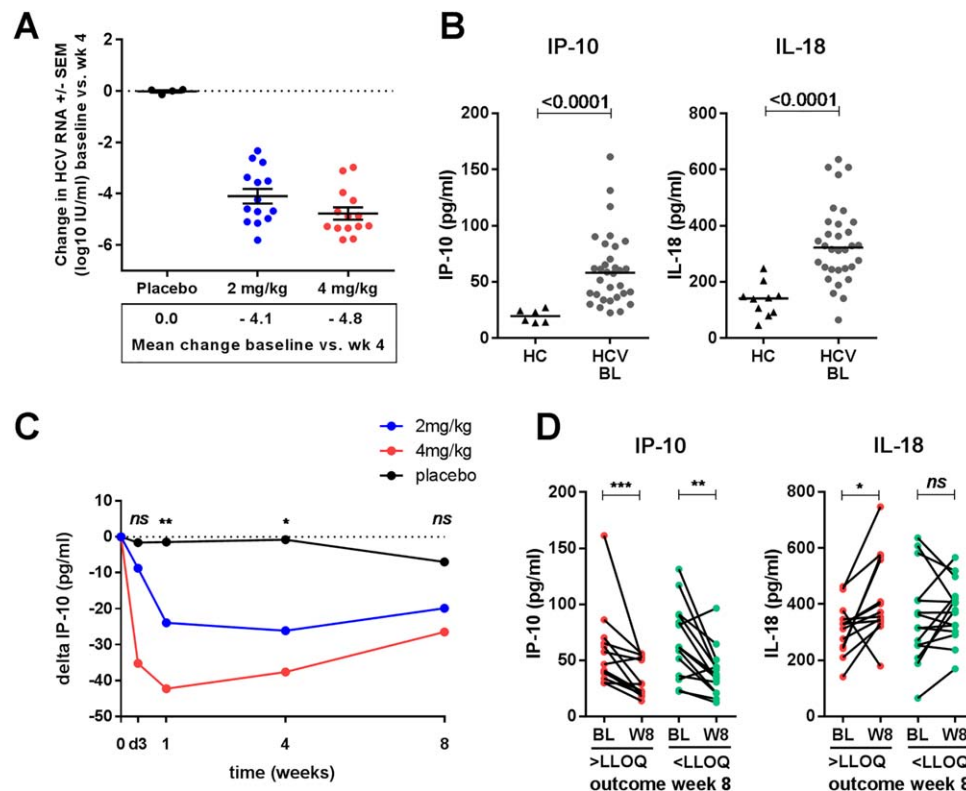 A
Change in HCV RNA +/- SEM
(log10 IU/ml) baseline vs. wk 4
2
0
-2
-4
-6
Placebo 2 mg/kg 4 mg/kg
0.0 - 4.1 - 4.8
Mean change baseline vs. wk 4
B
IP-10
<0.0001
IP-10 (pg/ml)
200
150
100
50
0
HC HCV
BL
IL-18
<0.0001
IL-18 (pg/ml)
800
600
400
200
0
HC HCV
BL
C
2mg/kg
4mg/kg
placebo
delta IP-10 (pg/ml)
ns ** * ns
10
0
-10
-20
-30
-40
-50
0 d3 1 4 8
time (weeks)
D
IP-10
*** **
IP-10 (pg/ml)
200
150
100
50
0
BL W8 BL W8
>LLOQ <LLOQ
outcome week 8
IL-18
* ns
IL-18 (pg/ml)
800
600
400
200
0
BL W8 BL W8
>LLOQ <LLOQ
outcome week 8